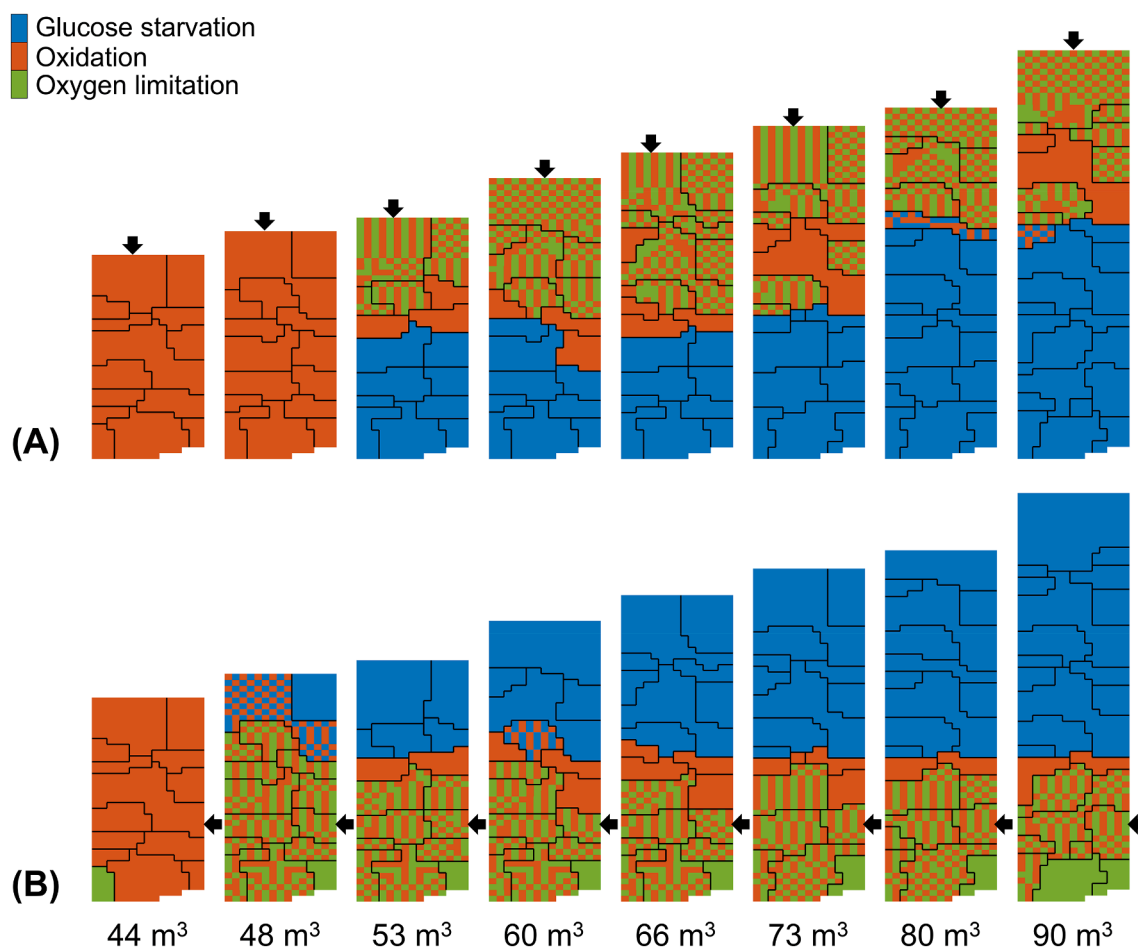 Glucose starvation
Oxidation
Oxygen limitation
(A)
(B)
44 m³ 48 m³ 53 m³ 60 m³ 66 m³ 73 m³ 80 m³ 90 m³